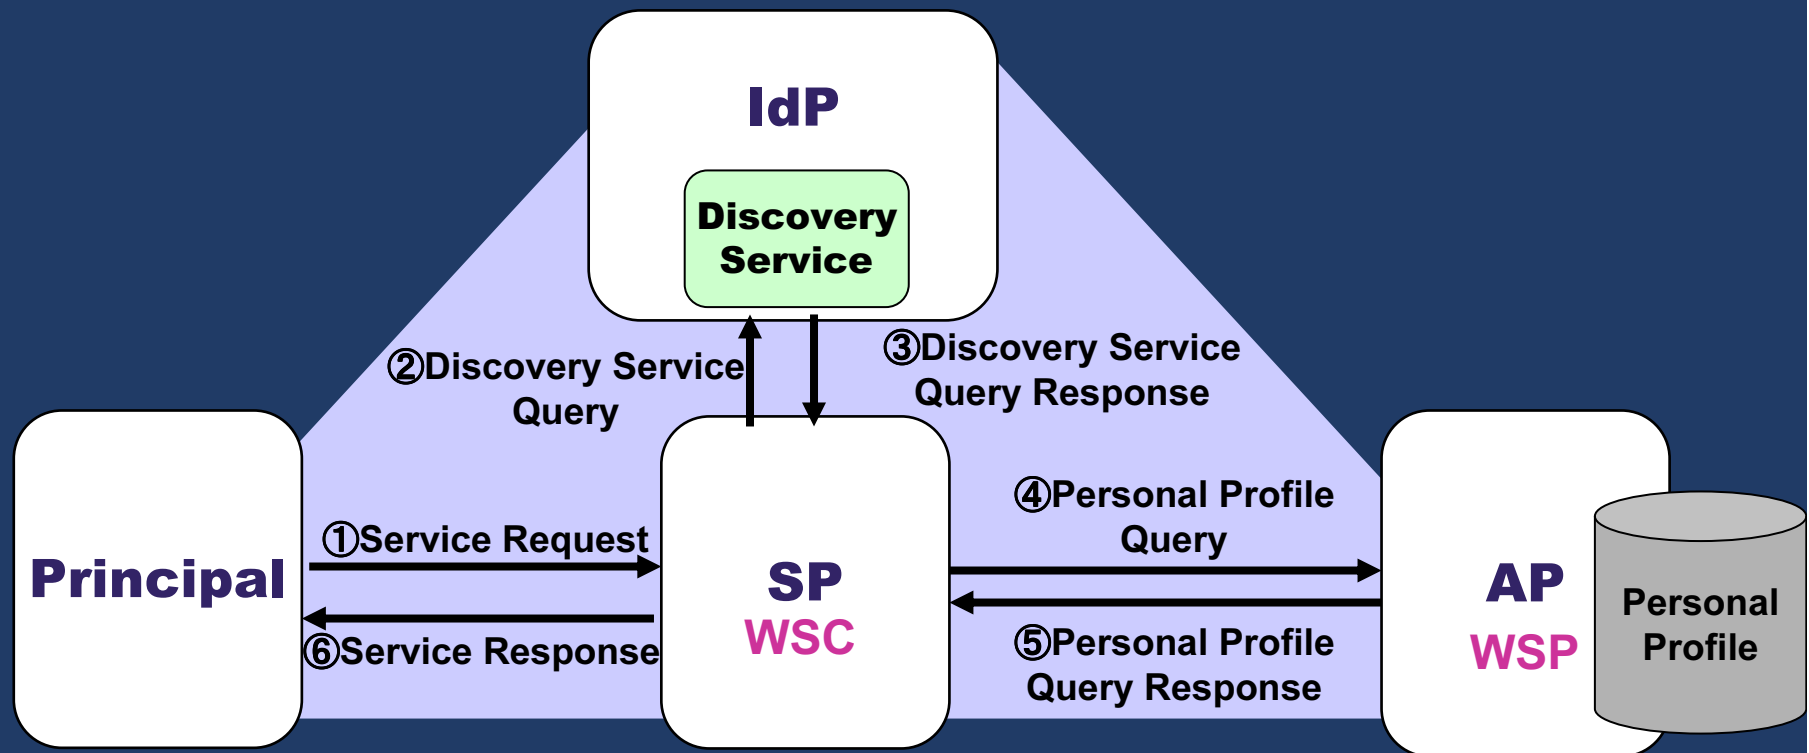 IdP
Discovery
Service
②Discovery Service
Query
③Discovery Service
Query Response
Principal
①Service Request
⑥Service Response
SP
WSC
④Personal Profile
Query
⑤Personal Profile
Query Response
AP
WSP
Personal
Profile